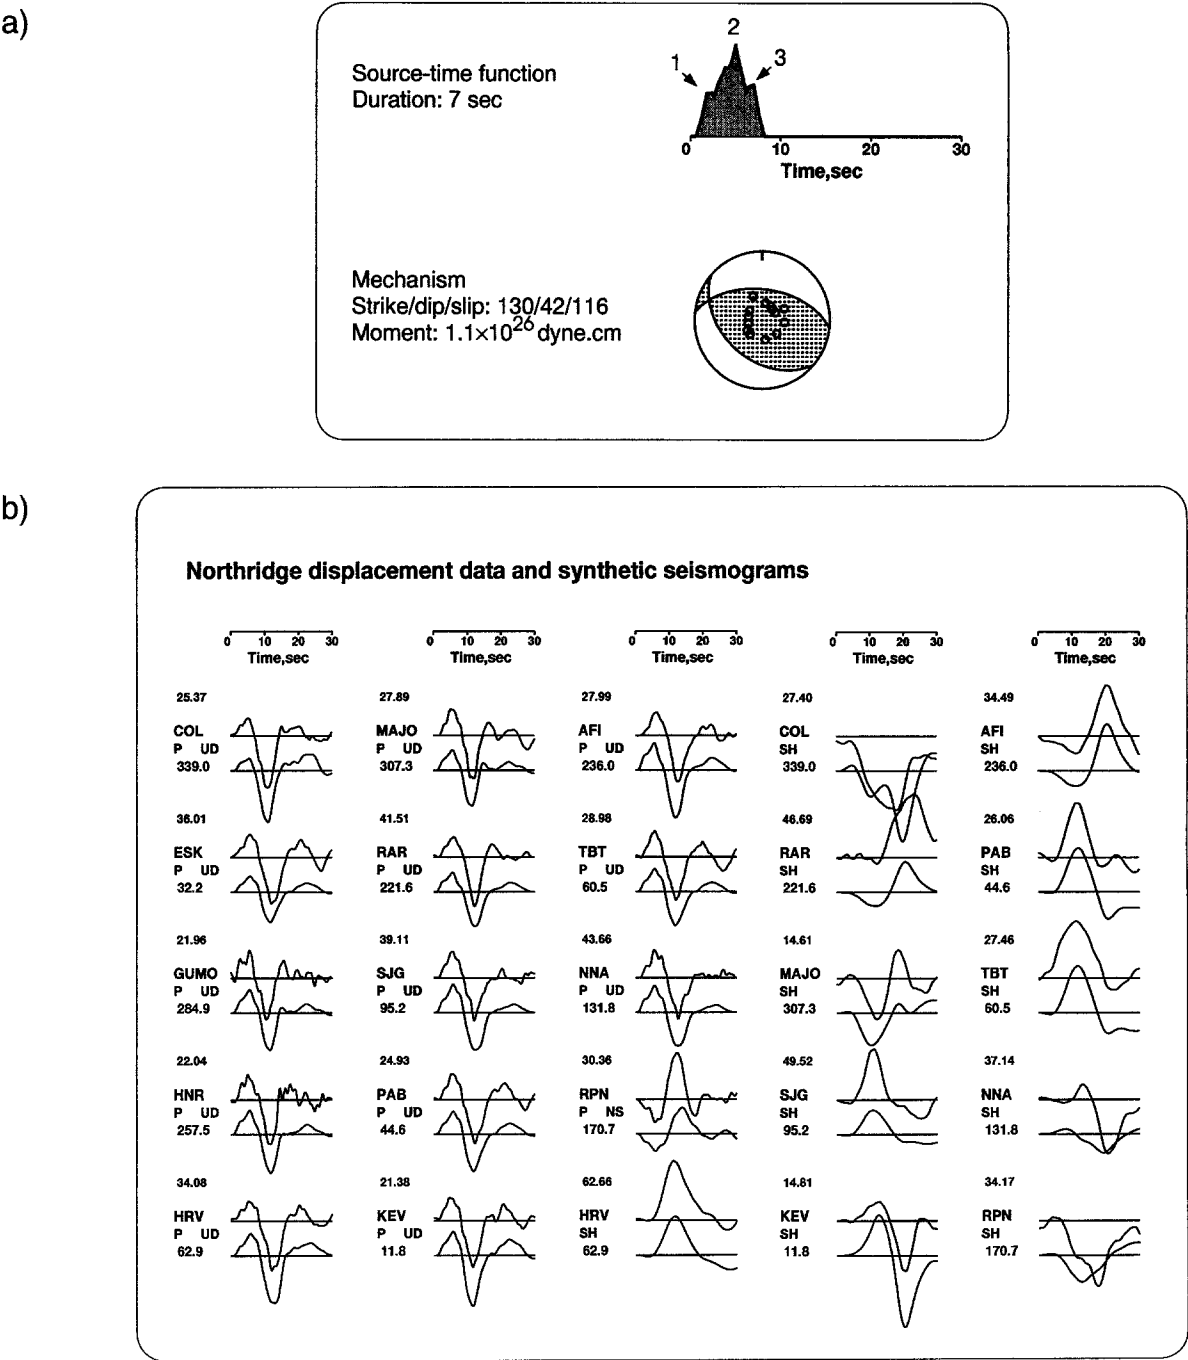 a)
Source-time function
Duration: 7 sec
1
2
3
0 10 20 30
Time,sec
Mechanism
Strike/dip/slip: 130/42/116
Moment: 1.1×10²⁶ dyne.cm
b)
Northridge displacement data and synthetic seismograms
0 10 20 30 0 10 20 30 0 10 20 30 0 10 20 30 0 10 20 30
Time,sec Time,sec Time,sec Time,sec Time,sec
25.37 27.89 27.99 27.40 34.49
COL MAJO AFI COL AFI
P UD P UD P UD SH SH
339.0 307.3 236.0 339.0 236.0
36.01 41.51 28.98 46.69 26.06
ESK RAR TBT RAR PAB
P UD P UD P UD SH SH
32.2 221.6 60.5 221.6 44.6
21.96 39.11 43.66 14.61 27.46
GUMO SJG NNA MAJO TBT
P UD P UD P UD SH SH
284.9 95.2 131.8 307.3 60.5
22.04 24.93 30.36 49.52 37.14
HNR PAB RPN SJG NNA
P UD P UD P NS SH SH
257.5 44.6 170.7 95.2 131.8
34.08 21.38 62.66 14.81 34.17
HRV KEV HRV KEV RPN
P UD P UD SH SH SH
62.9 11.8 62.9 11.8 170.7